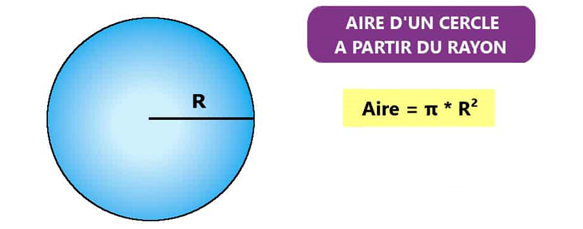 AIRE D'UN CERCLE
A PARTIR DU RAYON
R
Aire = π * R²